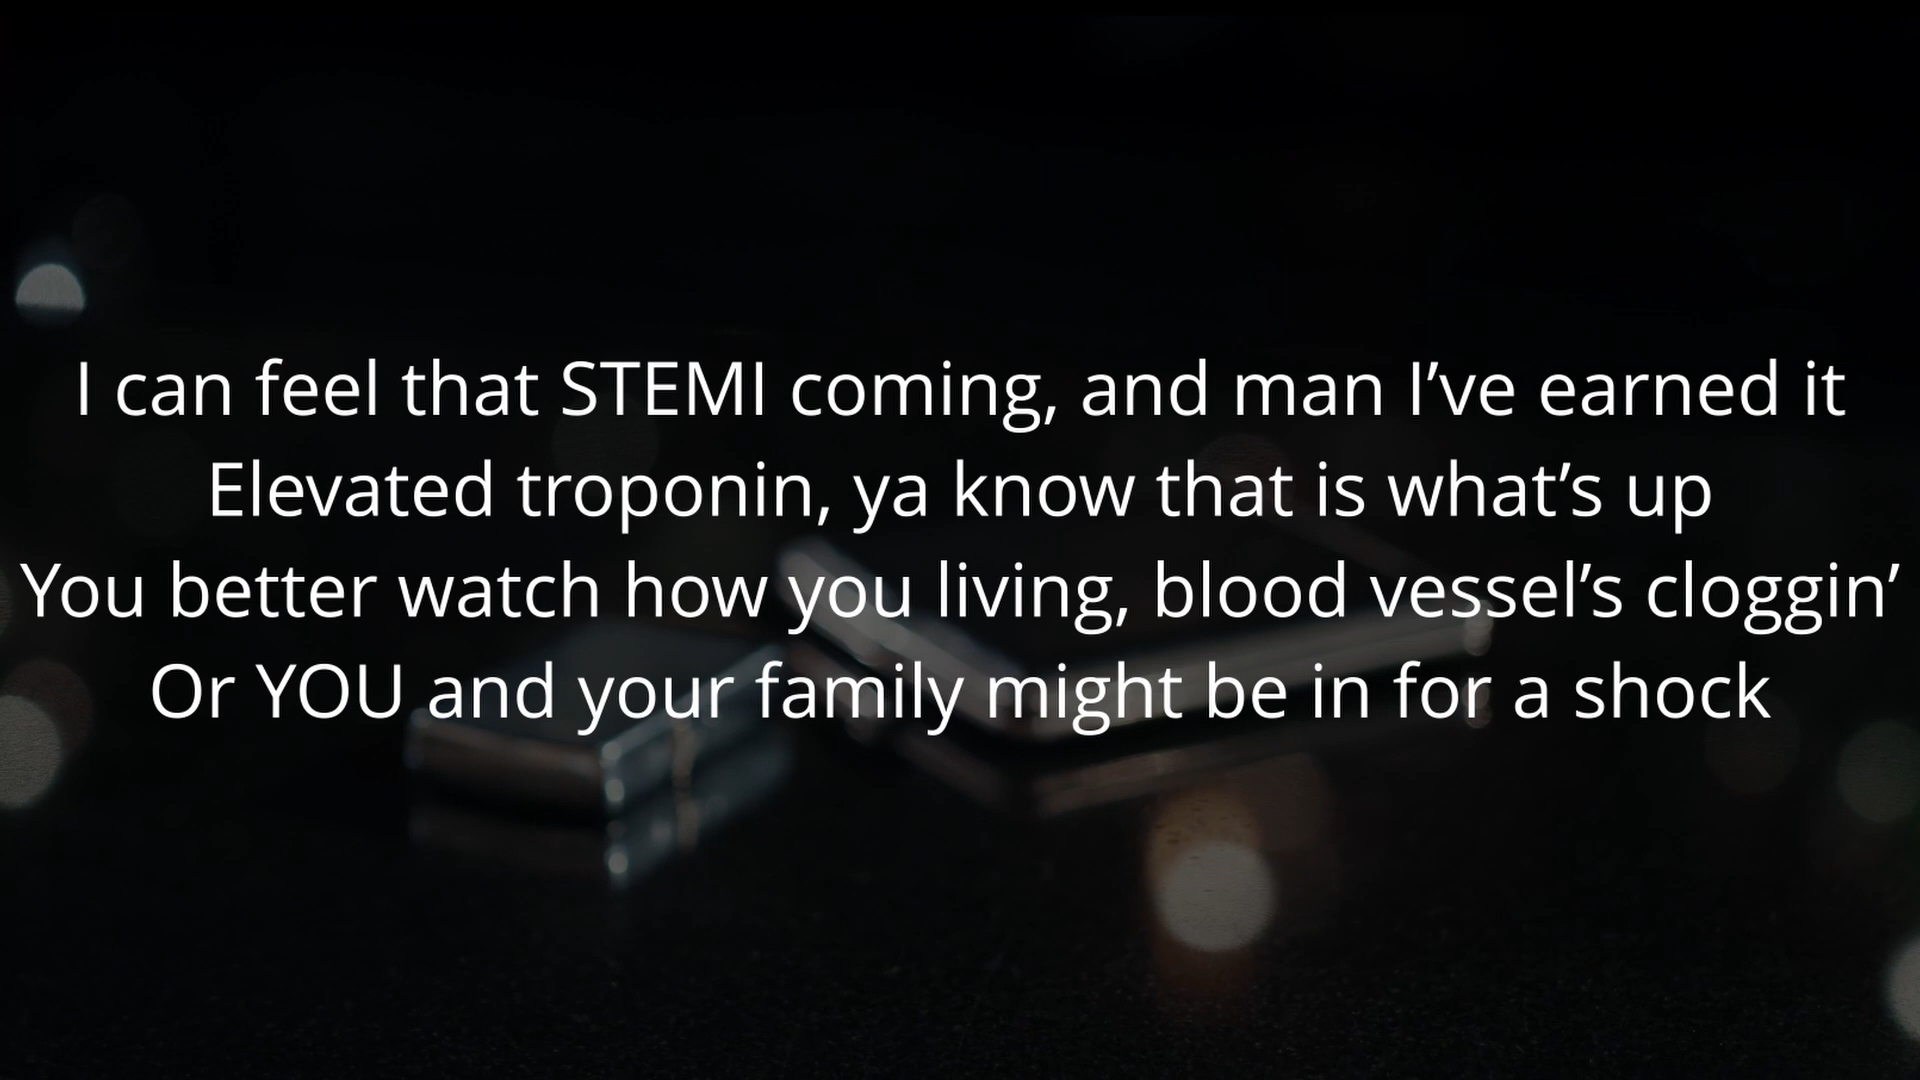 I can feel that STEMI coming, and man I’ve earned it
Elevated troponin, ya know that is what’s up
You better watch how you living, blood vessel’s cloggin’
Or YOU and your family might be in for a shock